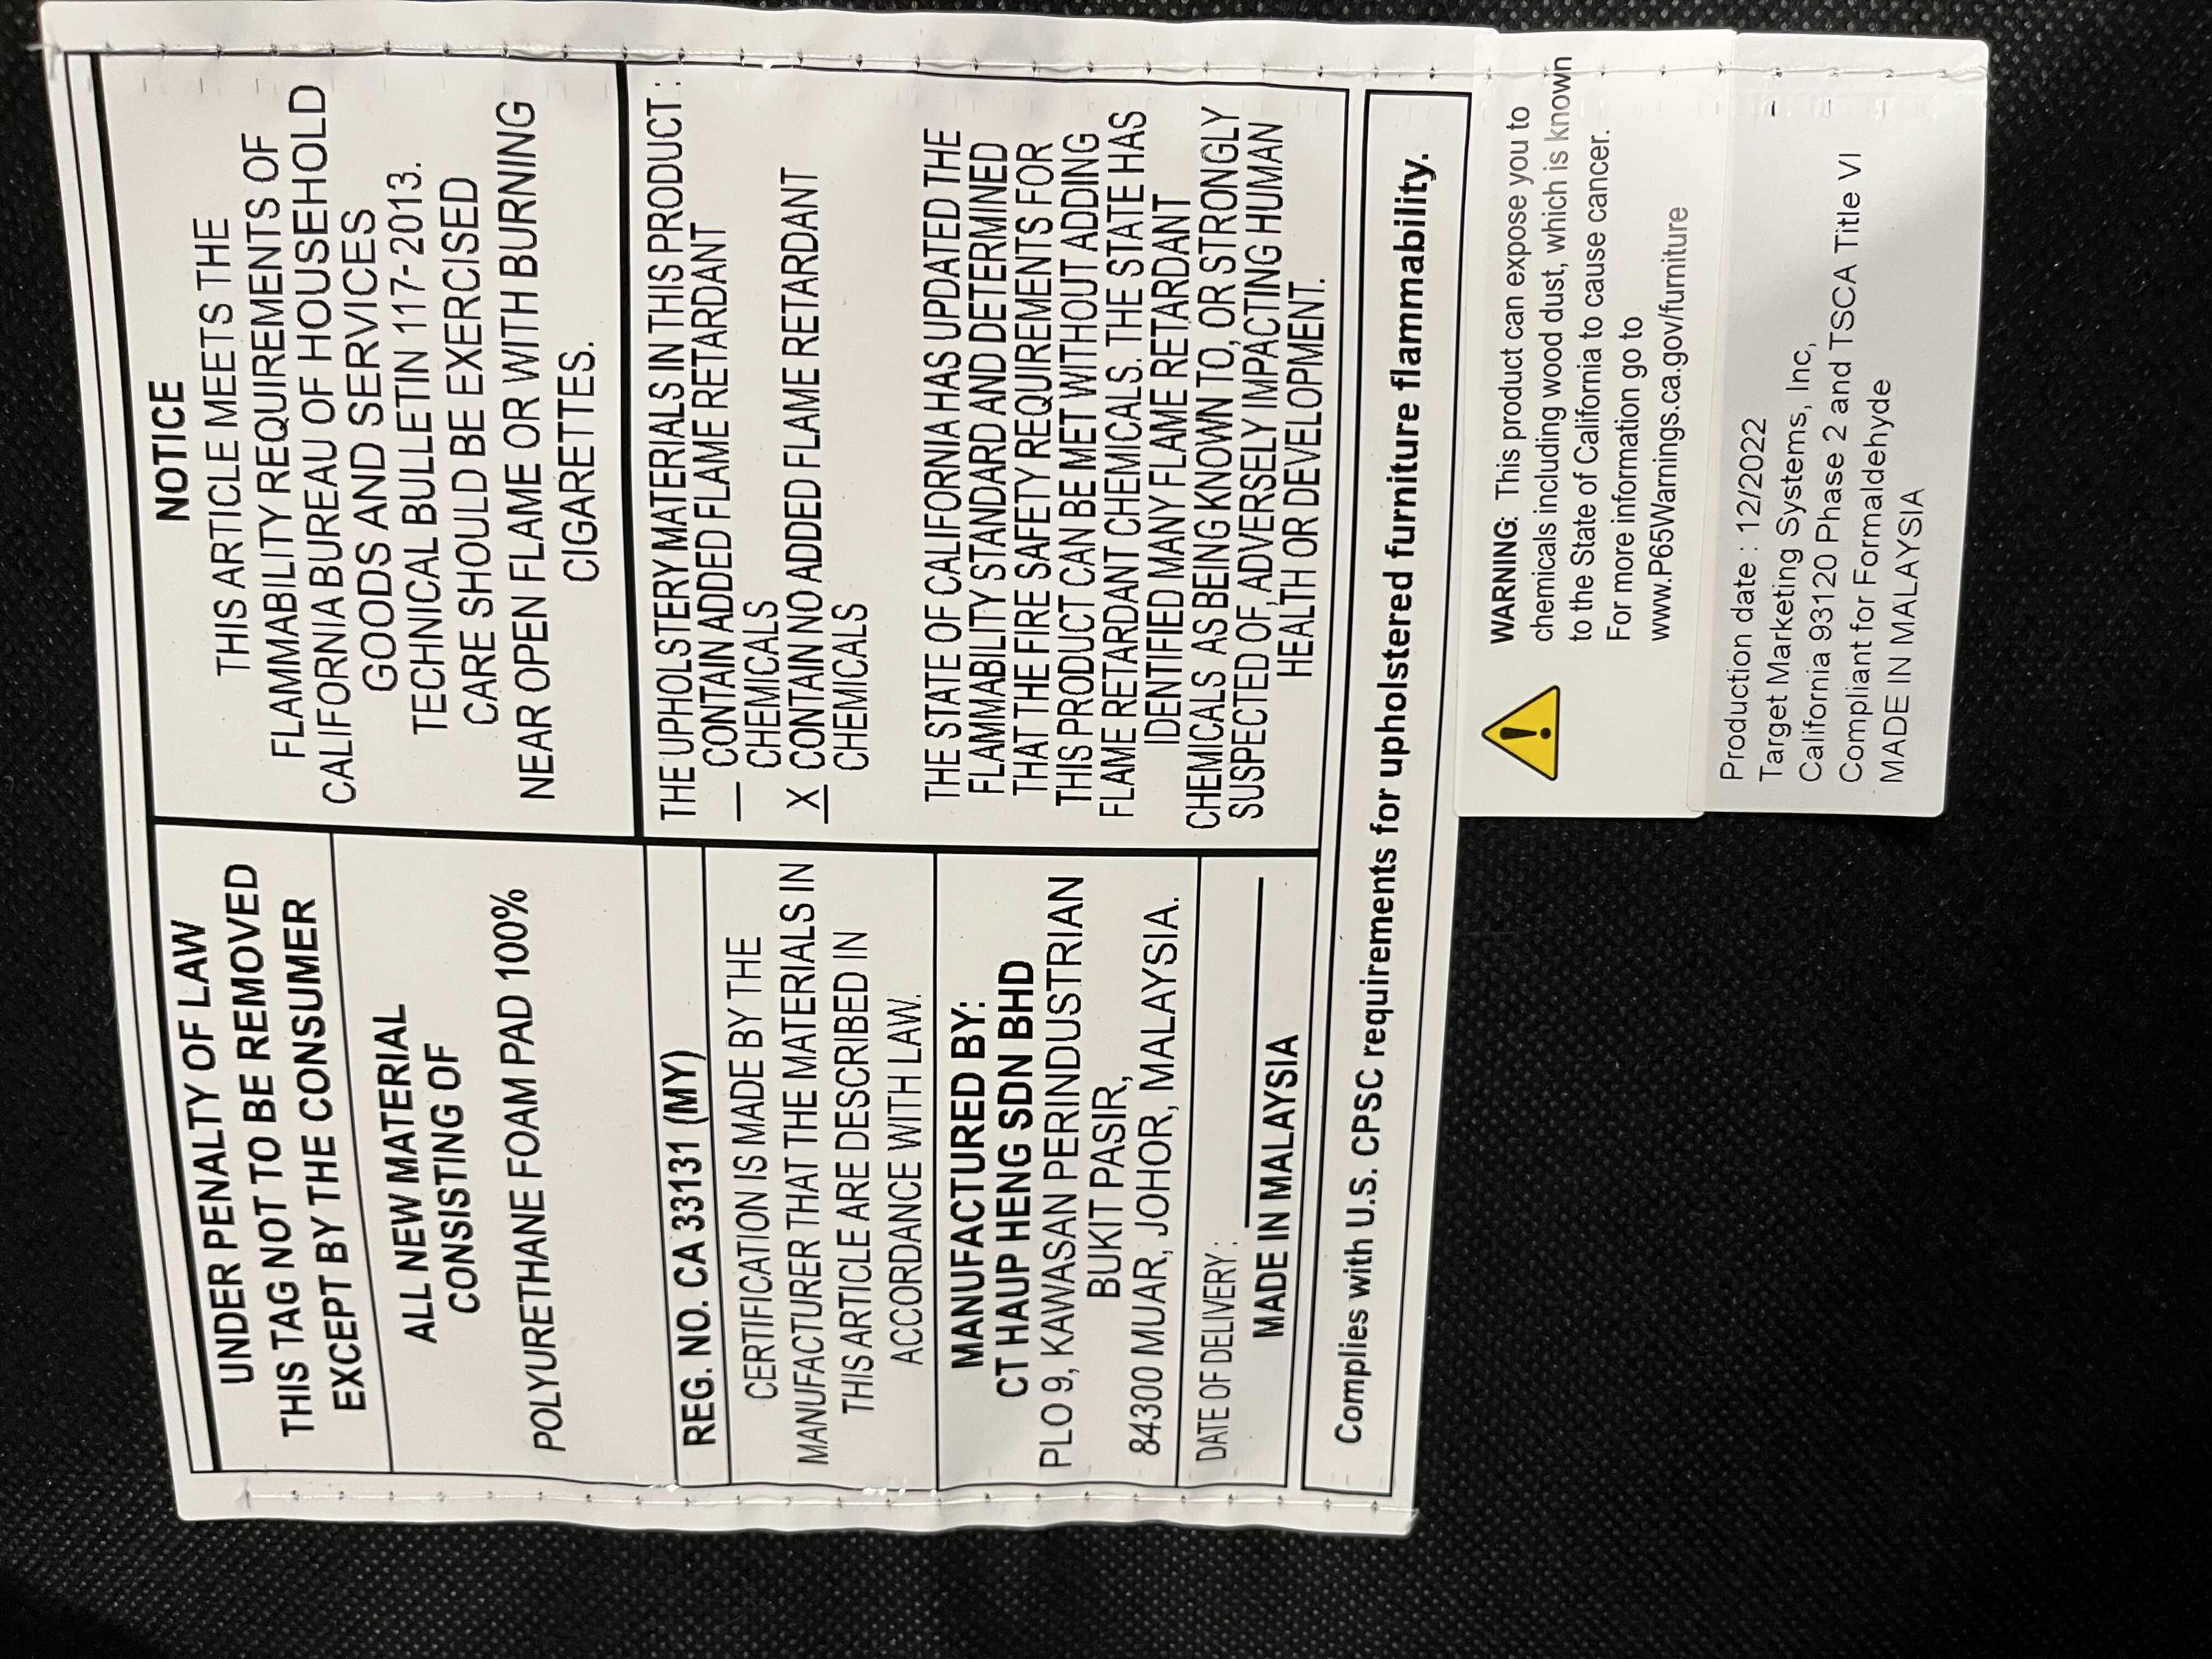 UNDER PENALTY OF LAW
THIS TAG NOT TO BE REMOVED
EXCEPT BY THE CONSUMER
ALL NEW MATERIAL
CONSISTING OF
POLYURETHANE FOAM PAD 100%
REG. NO. CA 33131 (MY)
CERTIFICATION IS MADE BY THE
MANUFACTURER THAT THE MATERIALS IN
THIS ARTICLE ARE DESCRIBED IN
ACCORDANCE WITH LAW.
MANUFACTURED BY:
CT HAUP HENG SDN BHD
PLO 9, KAWASAN PERINDUSTRIAN
BUKIT PASIR,
84300 MUAR, JOHOR, MALAYSIA.
DATE OF DELIVERY :
MADE IN MALAYSIA
NOTICE
THIS ARTICLE MEETS THE
FLAMMABILITY REQUIREMENTS OF
CALIFORNIA BUREAU OF HOUSEHOLD
GOODS AND SERVICES
TECHNICAL BULLETIN 117- 2013.
CARE SHOULD BE EXERCISED
NEAR OPEN FLAME OR WITH BURNING
CIGARETTES.
THE UPHOLSTERY MATERIALS IN THIS PRODUCT :
__ CONTAIN ADDED FLAME RETARDANT
CHEMICALS
X CONTAIN NO ADDED FLAME RETARDANT
CHEMICALS
THE STATE OF CALIFORNIA HAS UPDATED THE
FLAMMABILITY STANDARD AND DETERMINED
THAT THE FIRE SAFETY REQUIREMENTS FOR
THIS PRODUCT CAN BE MET WITHOUT ADDING
FLAME RETARDANT CHEMICALS. THE STATE HAS
IDENTIFIED MANY FLAME RETARDANT
CHEMICALS AS BEING KNOWN TO, OR STRONGLY
SUSPECTED OF, ADVERSELY IMPACTING HUMAN
HEALTH OR DEVELOPMENT.
Complies with U.S. CPSC requirements for upholstered furniture flammability.
WARNING: This product can expose you to
chemicals including wood dust, which is known
to the State of California to cause cancer.
For more information go to
www.P65Warnings.ca.gov/furniture
Production date : 12/2022
Target Marketing Systems, Inc,
California 93120 Phase 2 and TSCA Title VI
Compliant for Formaldehyde
MADE IN MALAYSIA